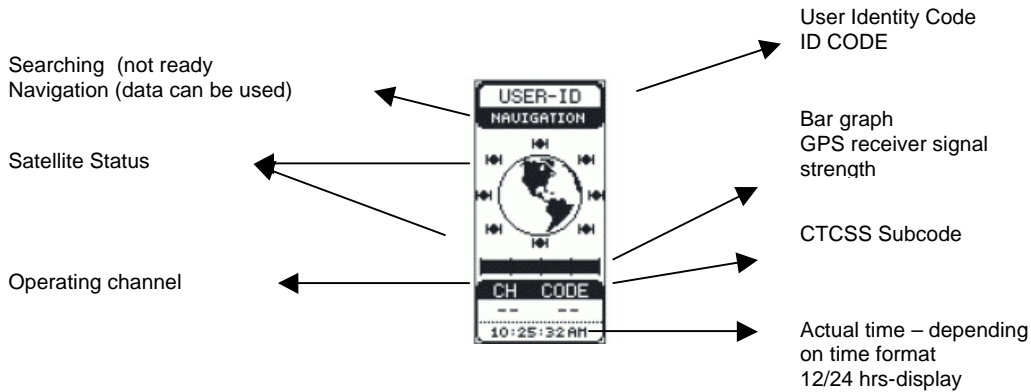 User Identity Code
ID CODE
Searching (not ready
Navigation (data can be used)
USER-ID
NAVIGATION
Bar graph
GPS receiver signal
strength
Satellite Status
CTCSS Subcode
Operating channel
CH CODE
-- --
10:25:32 AM
Actual time – depending
on time format
12/24 hrs-display